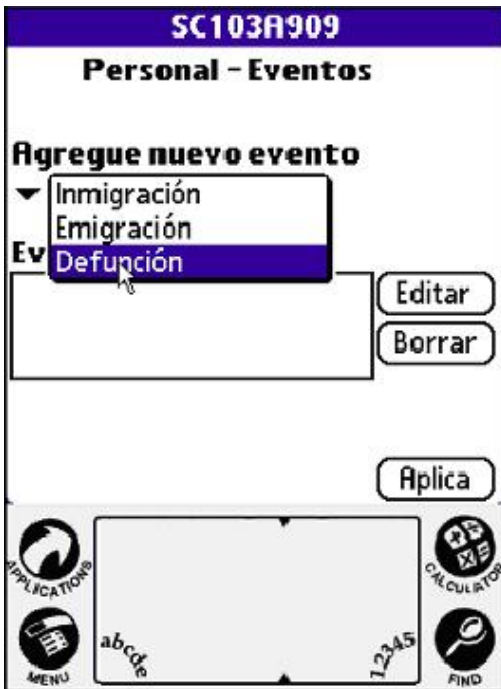 SC103A909
Personal - Eventos
Agregue nuevo evento
Inmigración
Emigración
Ev
Defunción
Editar
Borrar
Aplica
APPLICATIONS
CALCULATOR
abcde
12345
MENU
FIND